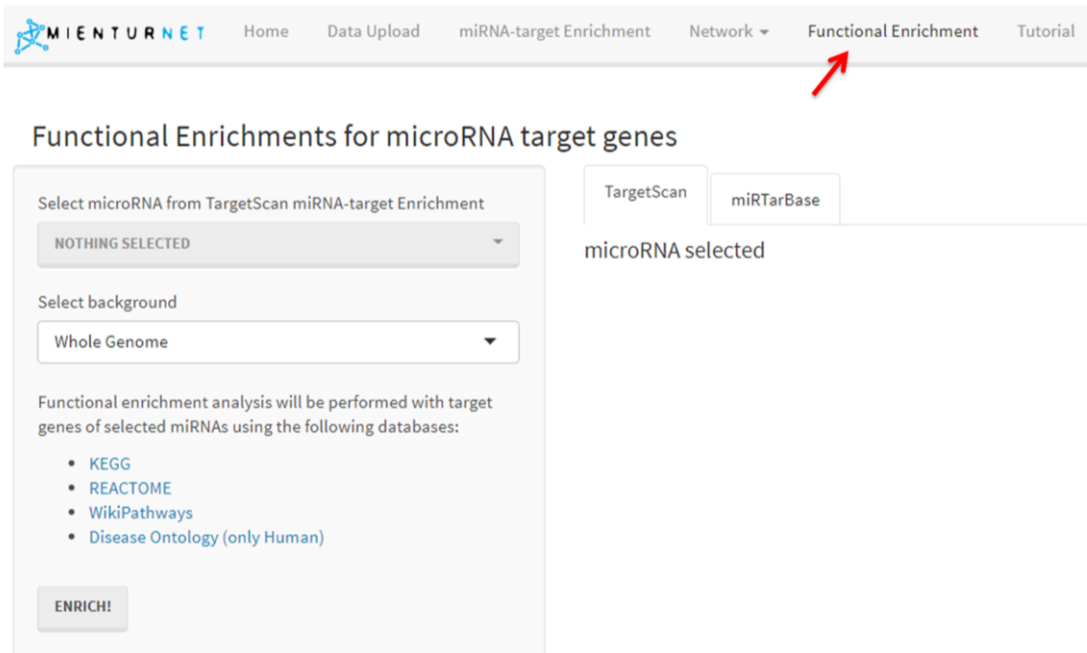 MIENTURNET Home Data Upload miRNA-target Enrichment Network Functional Enrichment Tutorial
Functional Enrichments for microRNA target genes
Select microRNA from TargetScan miRNA-target Enrichment
NOTHING SELECTED
Select background
Whole Genome
Functional enrichment analysis will be performed with target
genes of selected miRNAs using the following databases:
KEGG
REACTOME
WikiPathways
Disease Ontology (only Human)
ENRICH!
TargetScan miRTarBase
microRNA selected